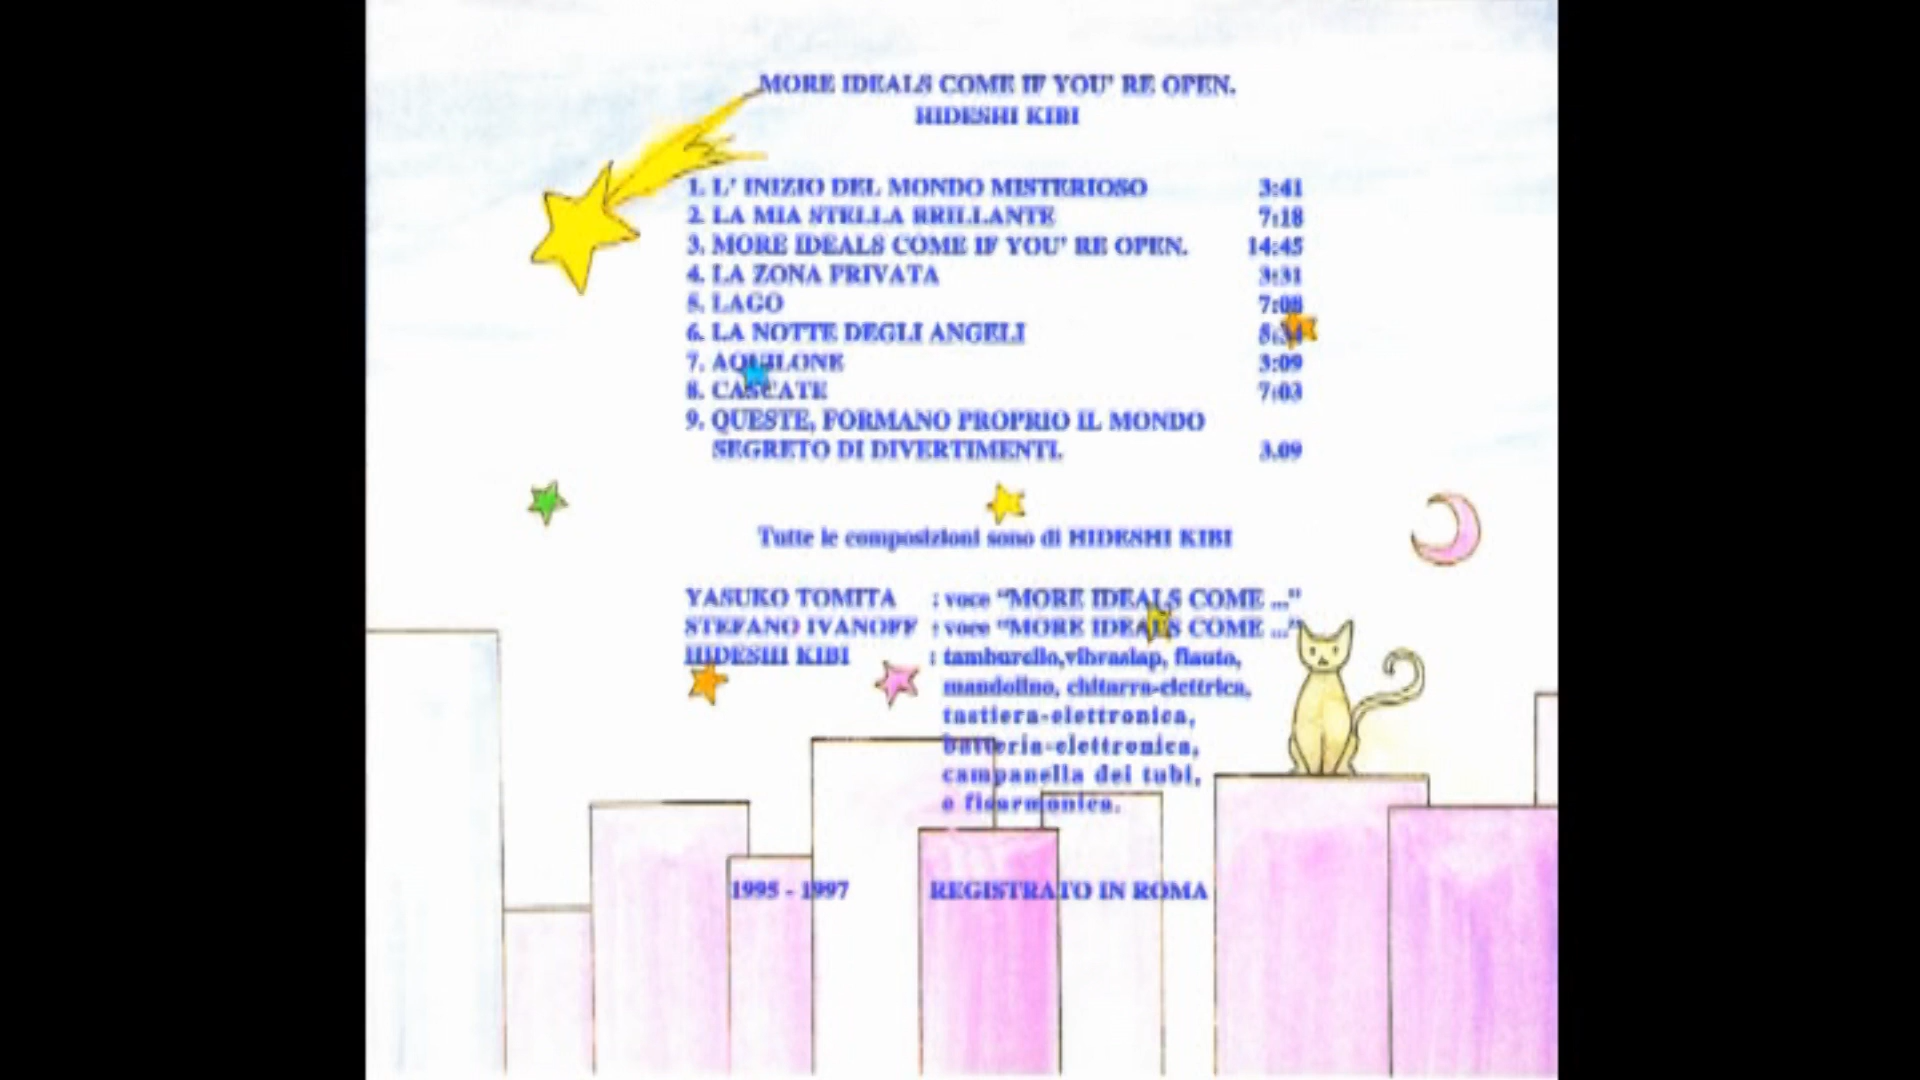 MORE IDEALS COME IF YOU' RE OPEN.
HIDESHI KIBI
1. L' INIZIO DEL MONDO MISTERIOSO 3:41
2. LA MIA STELLA BRILLANTE 7:18
3. MORE IDEALS COME IF YOU' RE OPEN. 14:45
4. LA ZONA PRIVATA 3:31
5. LAGO 7:08
6. LA NOTTE DEGLI ANGELI
7. AQUILONE 3:09
8. CASCATE 7:03
9. QUESTE, FORMANO PROPRIO IL MONDO
SEGRETO DI DIVERTIMENTI. 3.09
Tutte le composizioni sono di HIDESHI KIBI
YASUKO TOMITA : voce “MORE IDEALS COME ...”
STEFANO IVANOFF : voce “MORE IDEALS COME ...”
HIDESHI KIBI : tamburello,vibraslap, flauto,
mandolino, chitarra-elettrica,
tastiera-elettronica,
batteria-elettronica,
campanella dei tubi,
o fisarmonica.
1995 - 1997 REGISTRATO IN ROMA